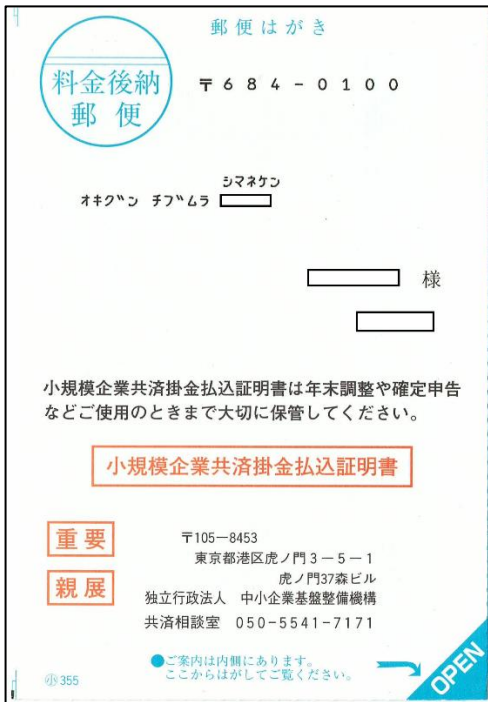 郵便はがき
料金後納
郵便
〒684-0100
シマネケン
オキグン チブムラ
様
小規模企業共済掛金払込証明書は年末調整や確定申告
などご使用のときまで大切に保管してください。
小規模企業共済掛金払込証明書
重要
親展
〒105-8453
東京都港区虎ノ門3-5-1
虎ノ門37森ビル
独立行政法人 中小企業基盤整備機構
共済相談室 050-5541-7171
●ご案内は内側にあります。
ここからはがしてご覧ください。
OPEN
㊥355